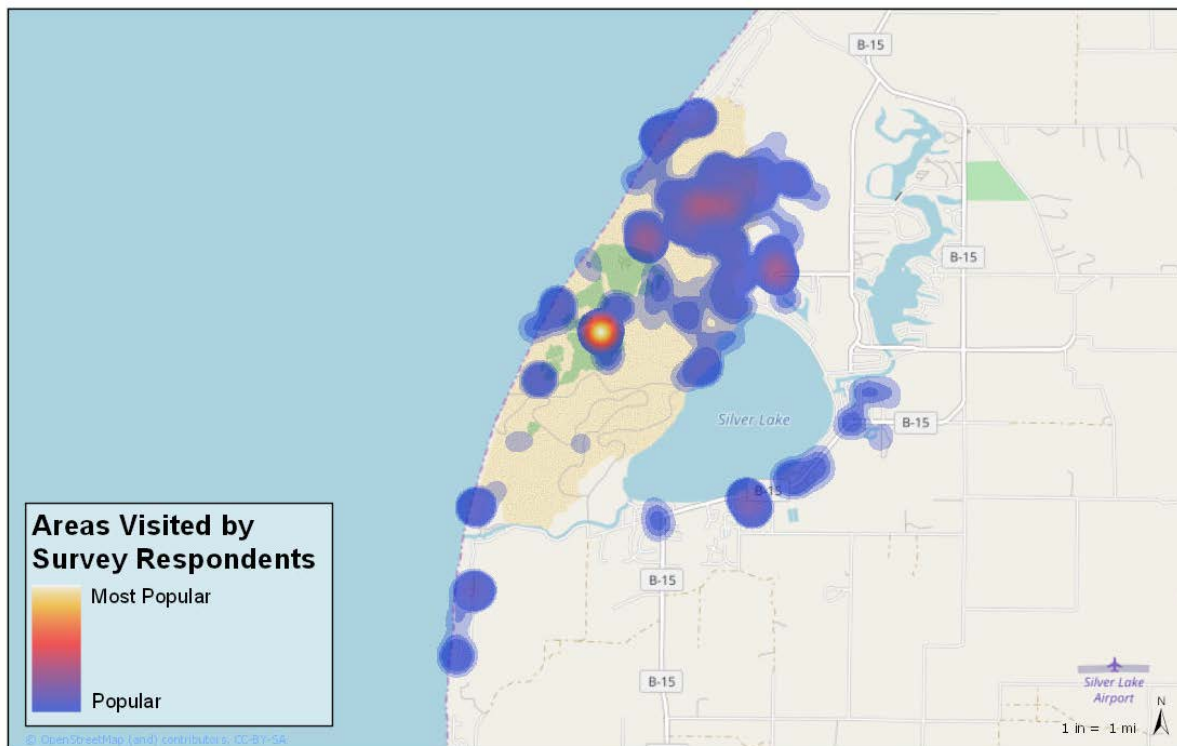 B-15
B-15
Silver Lake
B-15
B-15
B-15
B-15
Areas Visited by
Survey Respondents
Most Popular
Popular
Silver Lake
Airport
N
1 in = 1 mi
© OpenStreetMap (and) contributors, CC-BY-SA